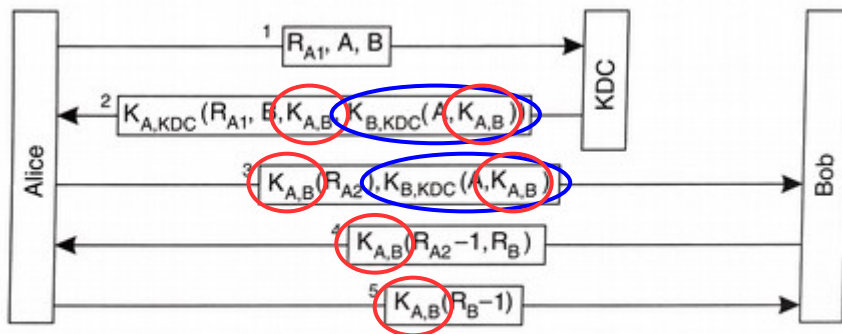 1
R_A1, A, B
KDC
2
K_A,KDC(R_A1, B, K_A,B, K_B,KDC(A, K_A,B))
Alice
3
K_A,B(R_A2), K_B,KDC(A, K_A,B)
Bob
4
K_A,B(R_A2–1, R_B)
5
K_A,B(R_B–1)